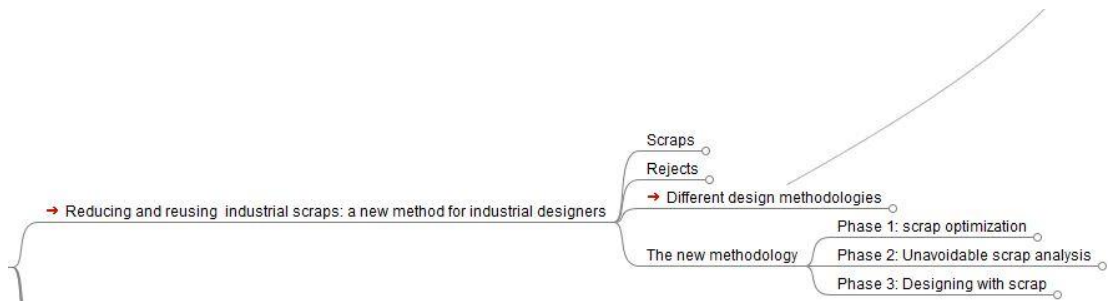 Scraps
Rejects
Reducing and reusing industrial scraps: a new method for industrial designers
Different design methodologies
The new methodology
Phase 1: scrap optimization
Phase 2: Unavoidable scrap analysis
Phase 3: Designing with scrap